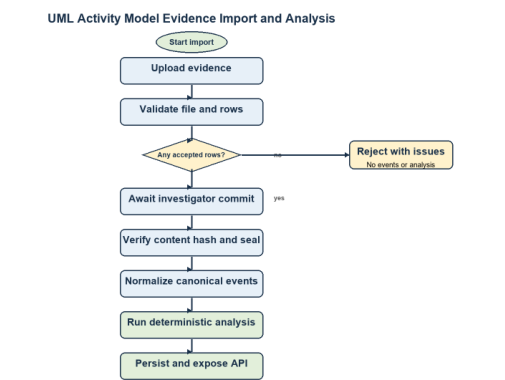 UML Activity Model Evidence Import and Analysis
Start import
Upload evidence
Validate file and rows
Any accepted rows?
no
Reject with issues
No events or analysis
Await investigator commit
yes
Verify content hash and seal
Normalize canonical events
Run deterministic analysis
Persist and expose API